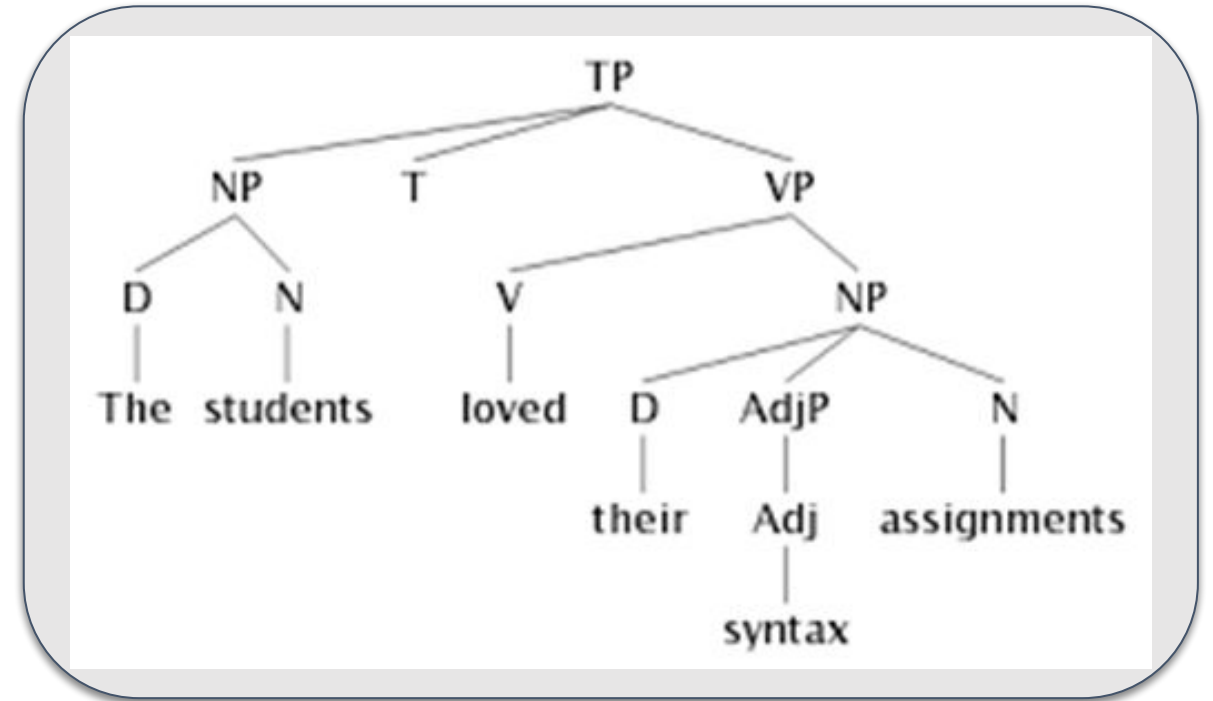 TP
NP T VP
D N V NP
The students loved D AdjP N
their Adj assignments
syntax